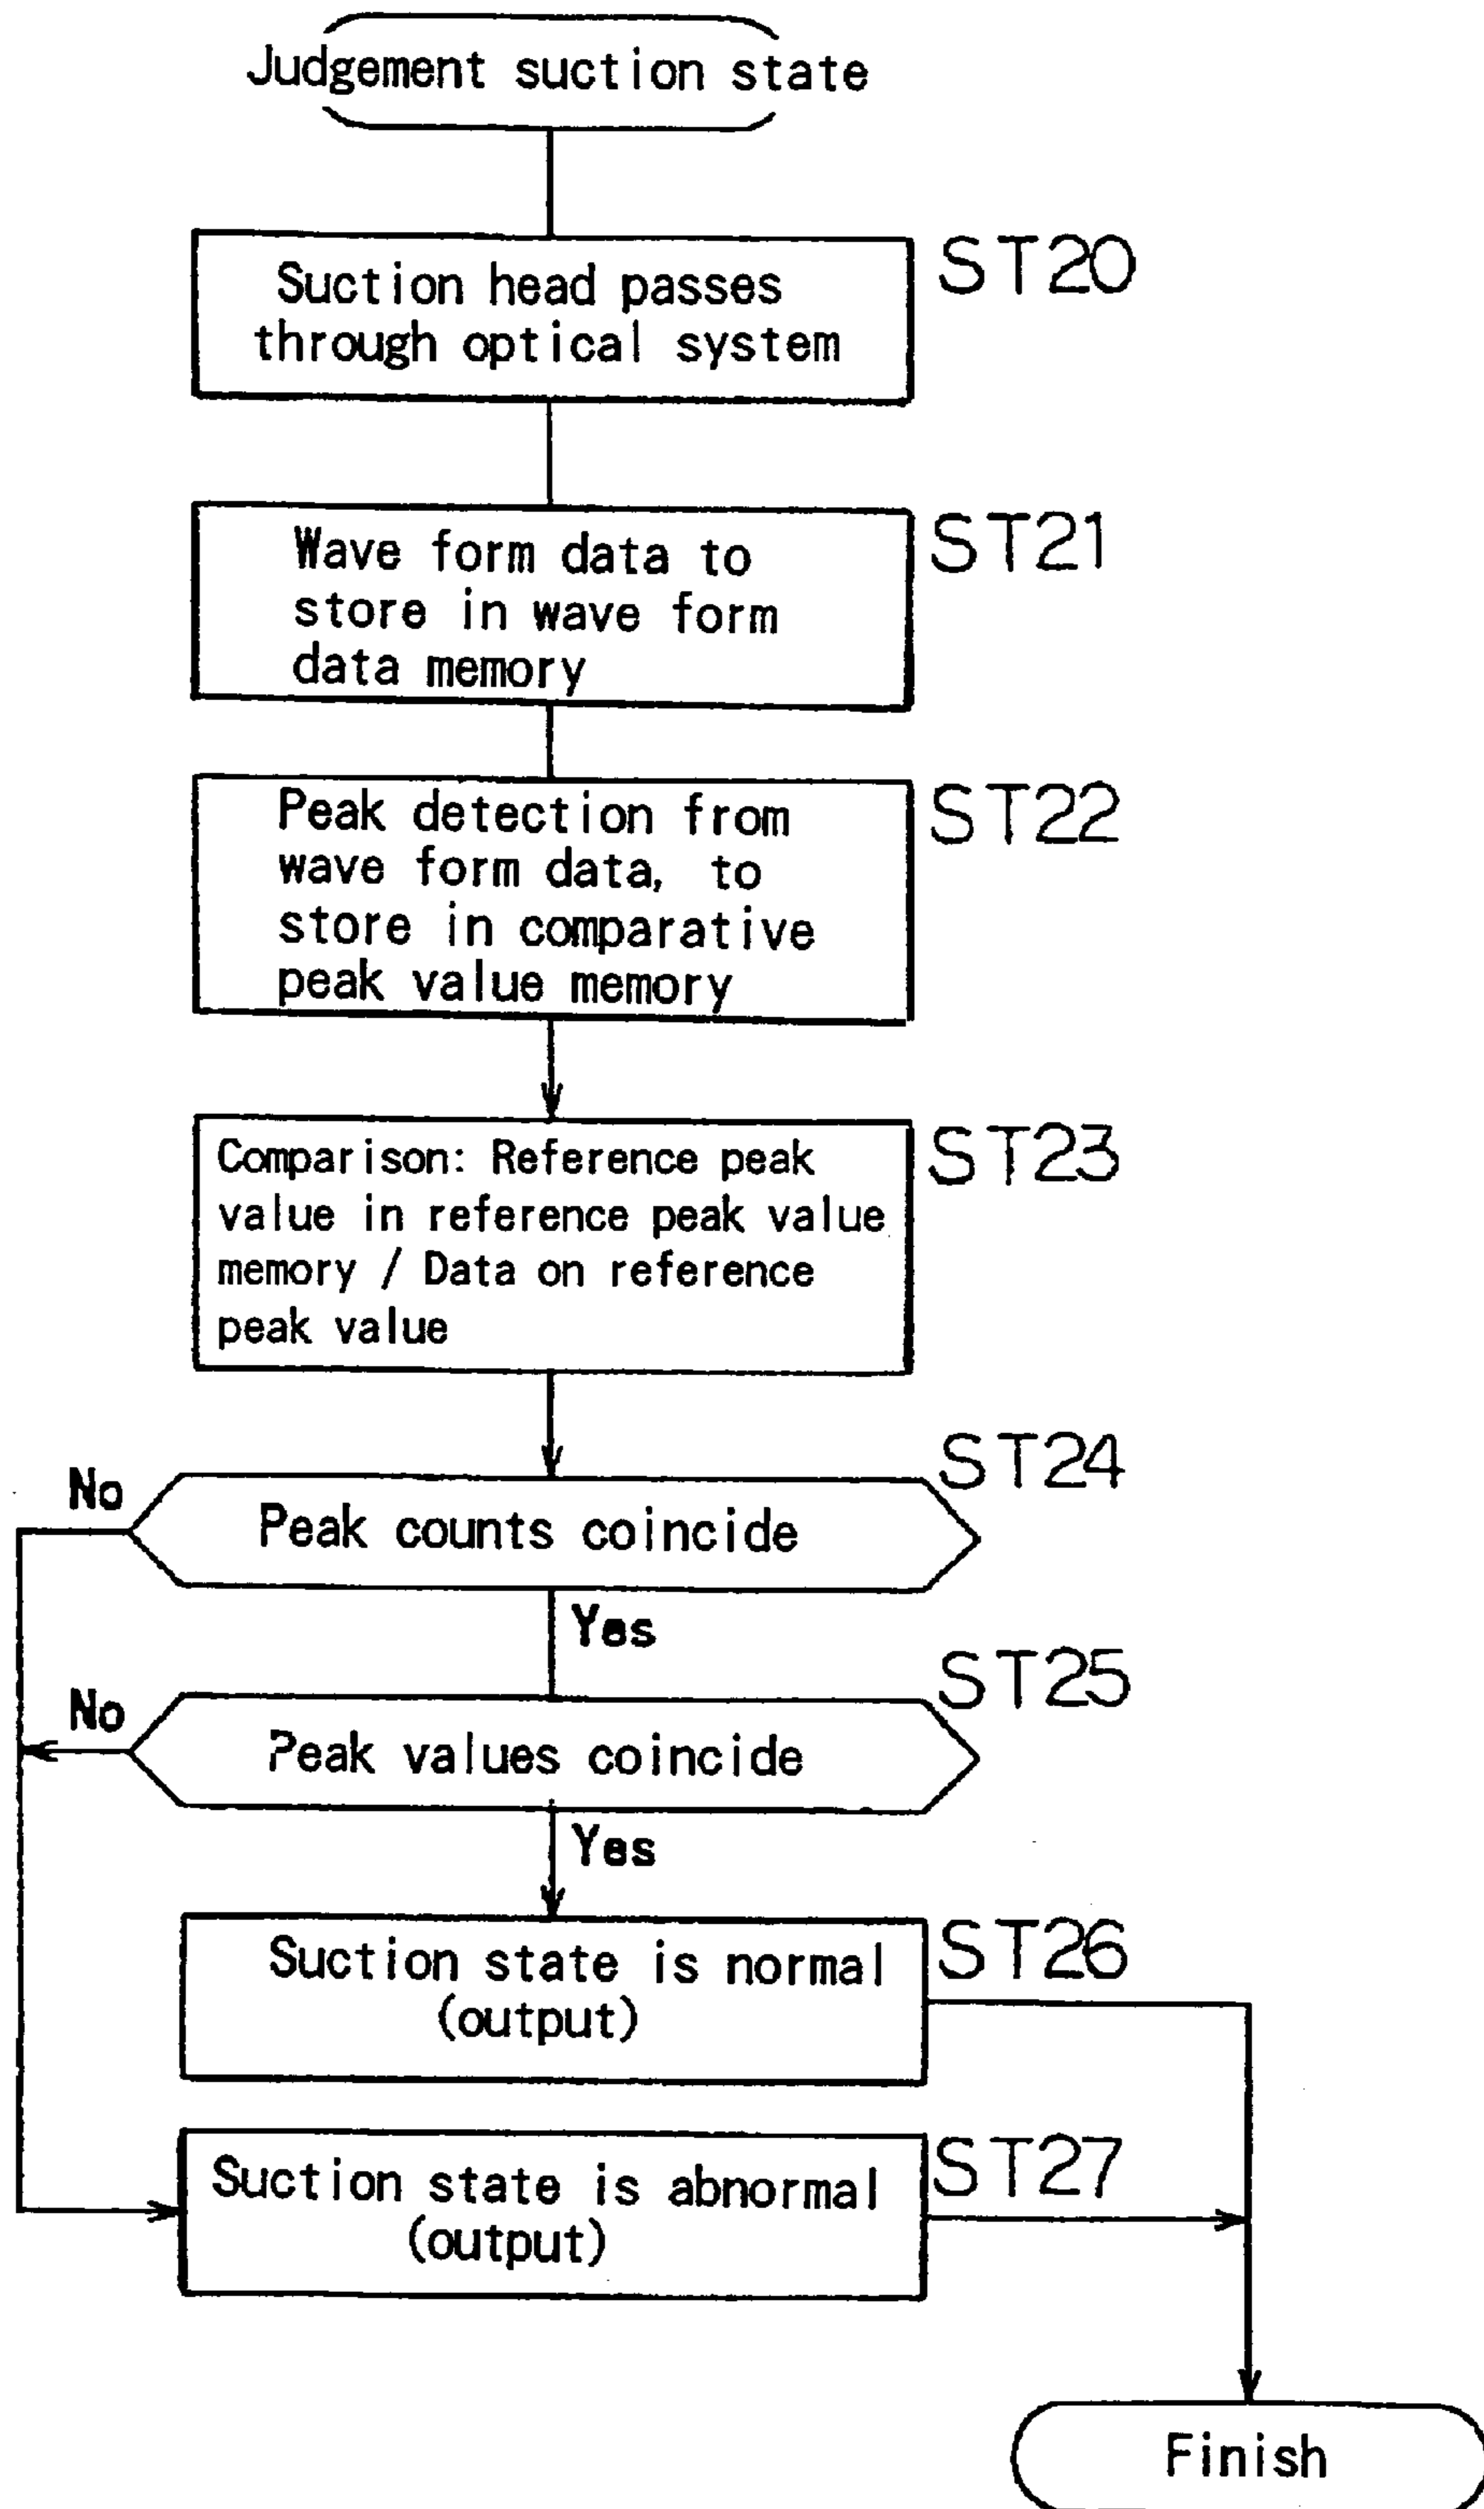 Judgement suction state
ST20
Suction head passes
through optical system
ST21
Wave form data to
store in wave form
data memory
ST22
Peak detection from
wave form data, to
store in comparative
peak value memory
ST23
Comparison: Reference peak
value in reference peak value
memory / Data on reference
peak value
ST24
No
Peak counts coincide
Yes
ST25
No
Peak values coincide
Yes
ST26
Suction state is normal
(output)
ST27
Suction state is abnormal
(output)
Finish